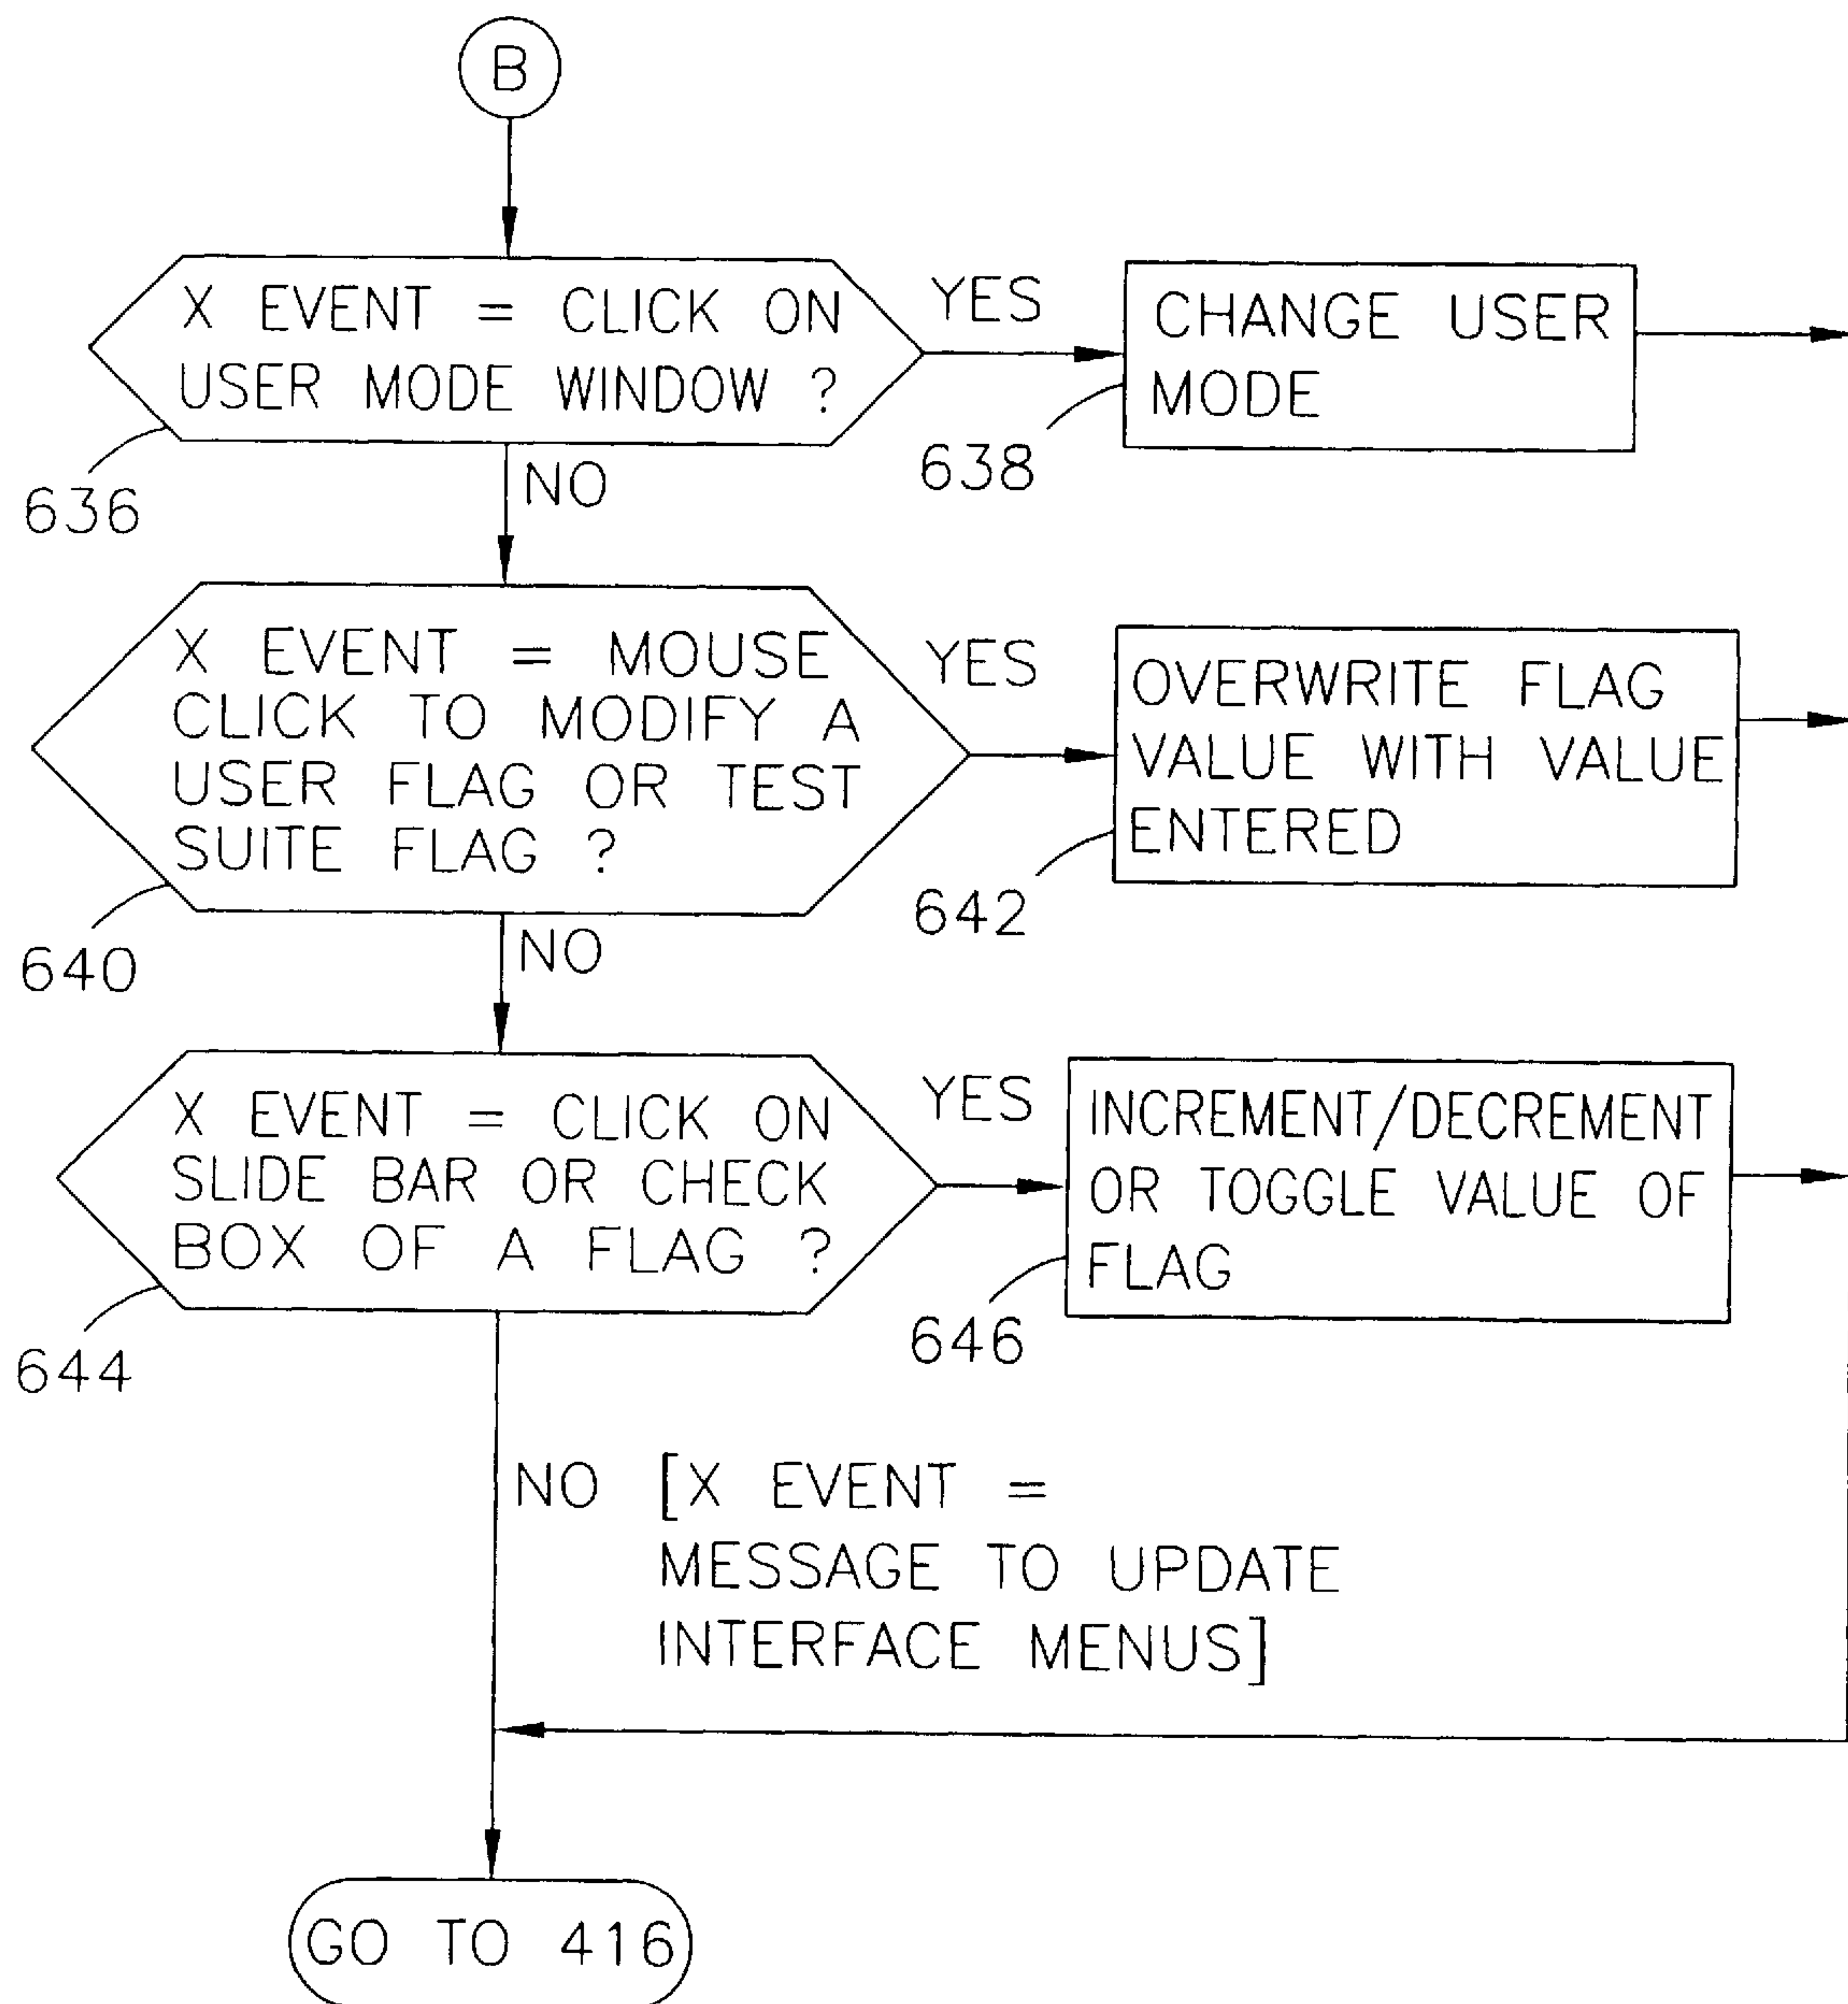 B
X EVENT = CLICK ON
USER MODE WINDOW ?
YES
CHANGE USER
MODE
636
638
NO
X EVENT = MOUSE
CLICK TO MODIFY A
USER FLAG OR TEST
SUITE FLAG ?
YES
OVERWRITE FLAG
VALUE WITH VALUE
ENTERED
640
642
NO
X EVENT = CLICK ON
SLIDE BAR OR CHECK
BOX OF A FLAG ?
YES
INCREMENT/DECREMENT
OR TOGGLE VALUE OF
FLAG
644
646
NO [X EVENT =
MESSAGE TO UPDATE
INTERFACE MENUS]
GO TO 416